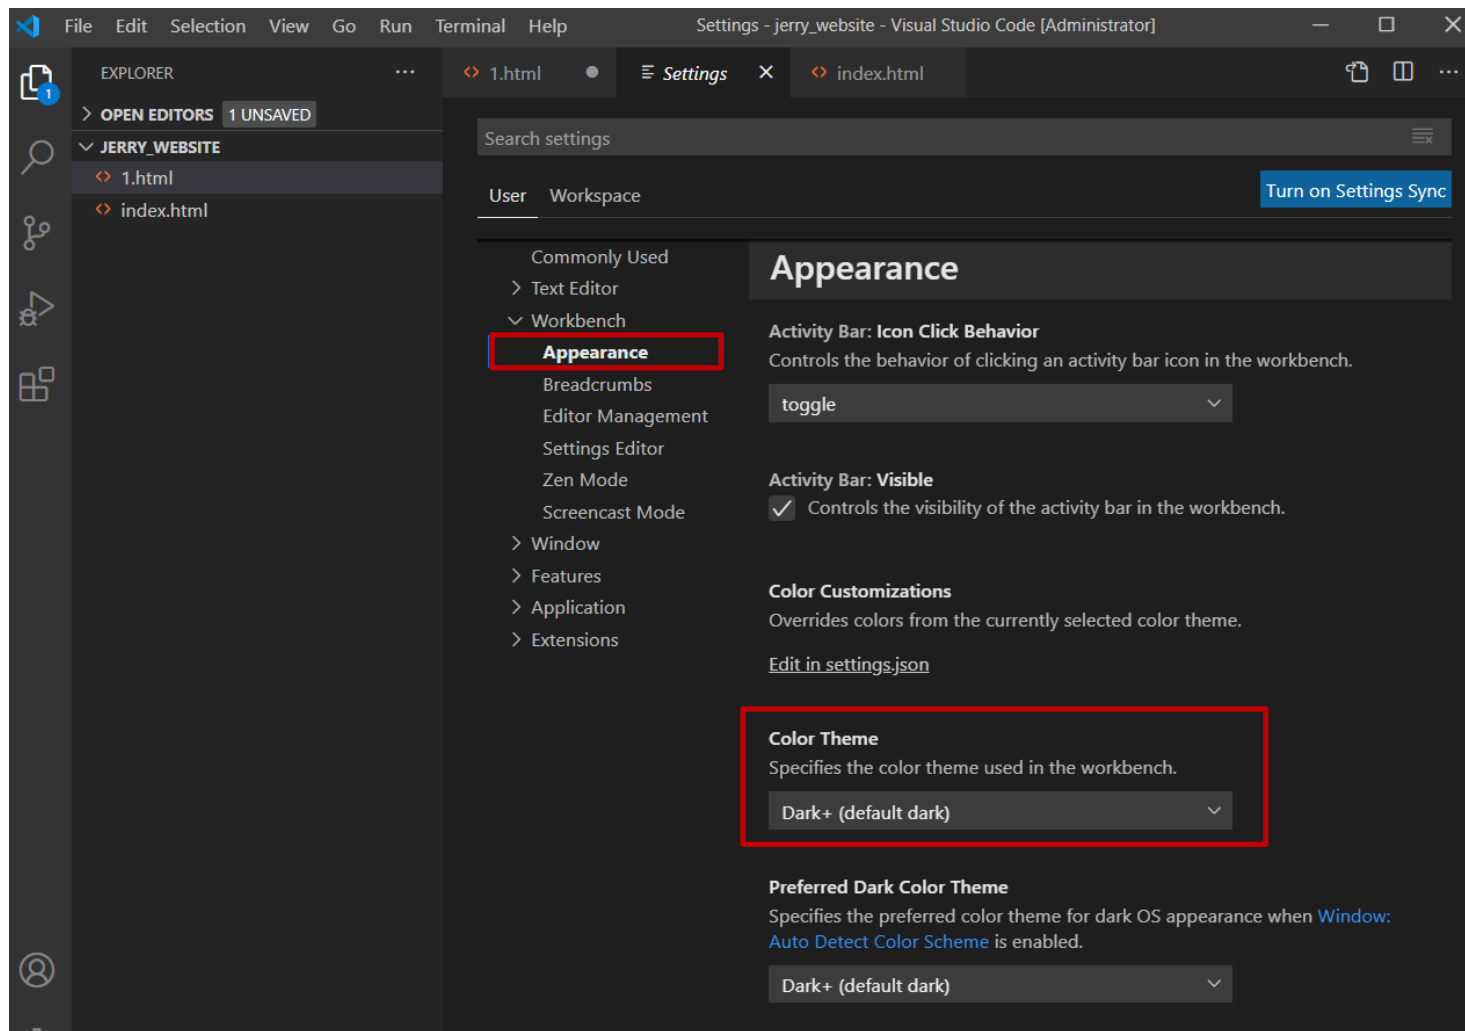 File Edit Selection View Go Run Terminal Help Settings - jerry_website - Visual Studio Code [Administrator]
EXPLORER
1.html Settings index.html
1
OPEN EDITORS 1 UNSAVED
JERRY_WEBSITE
1.html
index.html
Search settings
User Workspace
Turn on Settings Sync
Commonly Used
Text Editor
Workbench
Appearance
Breadcrumbs
Editor Management
Settings Editor
Zen Mode
Screencast Mode
Window
Features
Application
Extensions
Appearance
Activity Bar: Icon Click Behavior
Controls the behavior of clicking an activity bar icon in the workbench.
toggle
Activity Bar: Visible
Controls the visibility of the activity bar in the workbench.
Color Customizations
Overrides colors from the currently selected color theme.
Edit in settings.json
Color Theme
Specifies the color theme used in the workbench.
Dark+ (default dark)
Preferred Dark Color Theme
Specifies the preferred color theme for dark OS appearance when Window:
Auto Detect Color Scheme is enabled.
Dark+ (default dark)